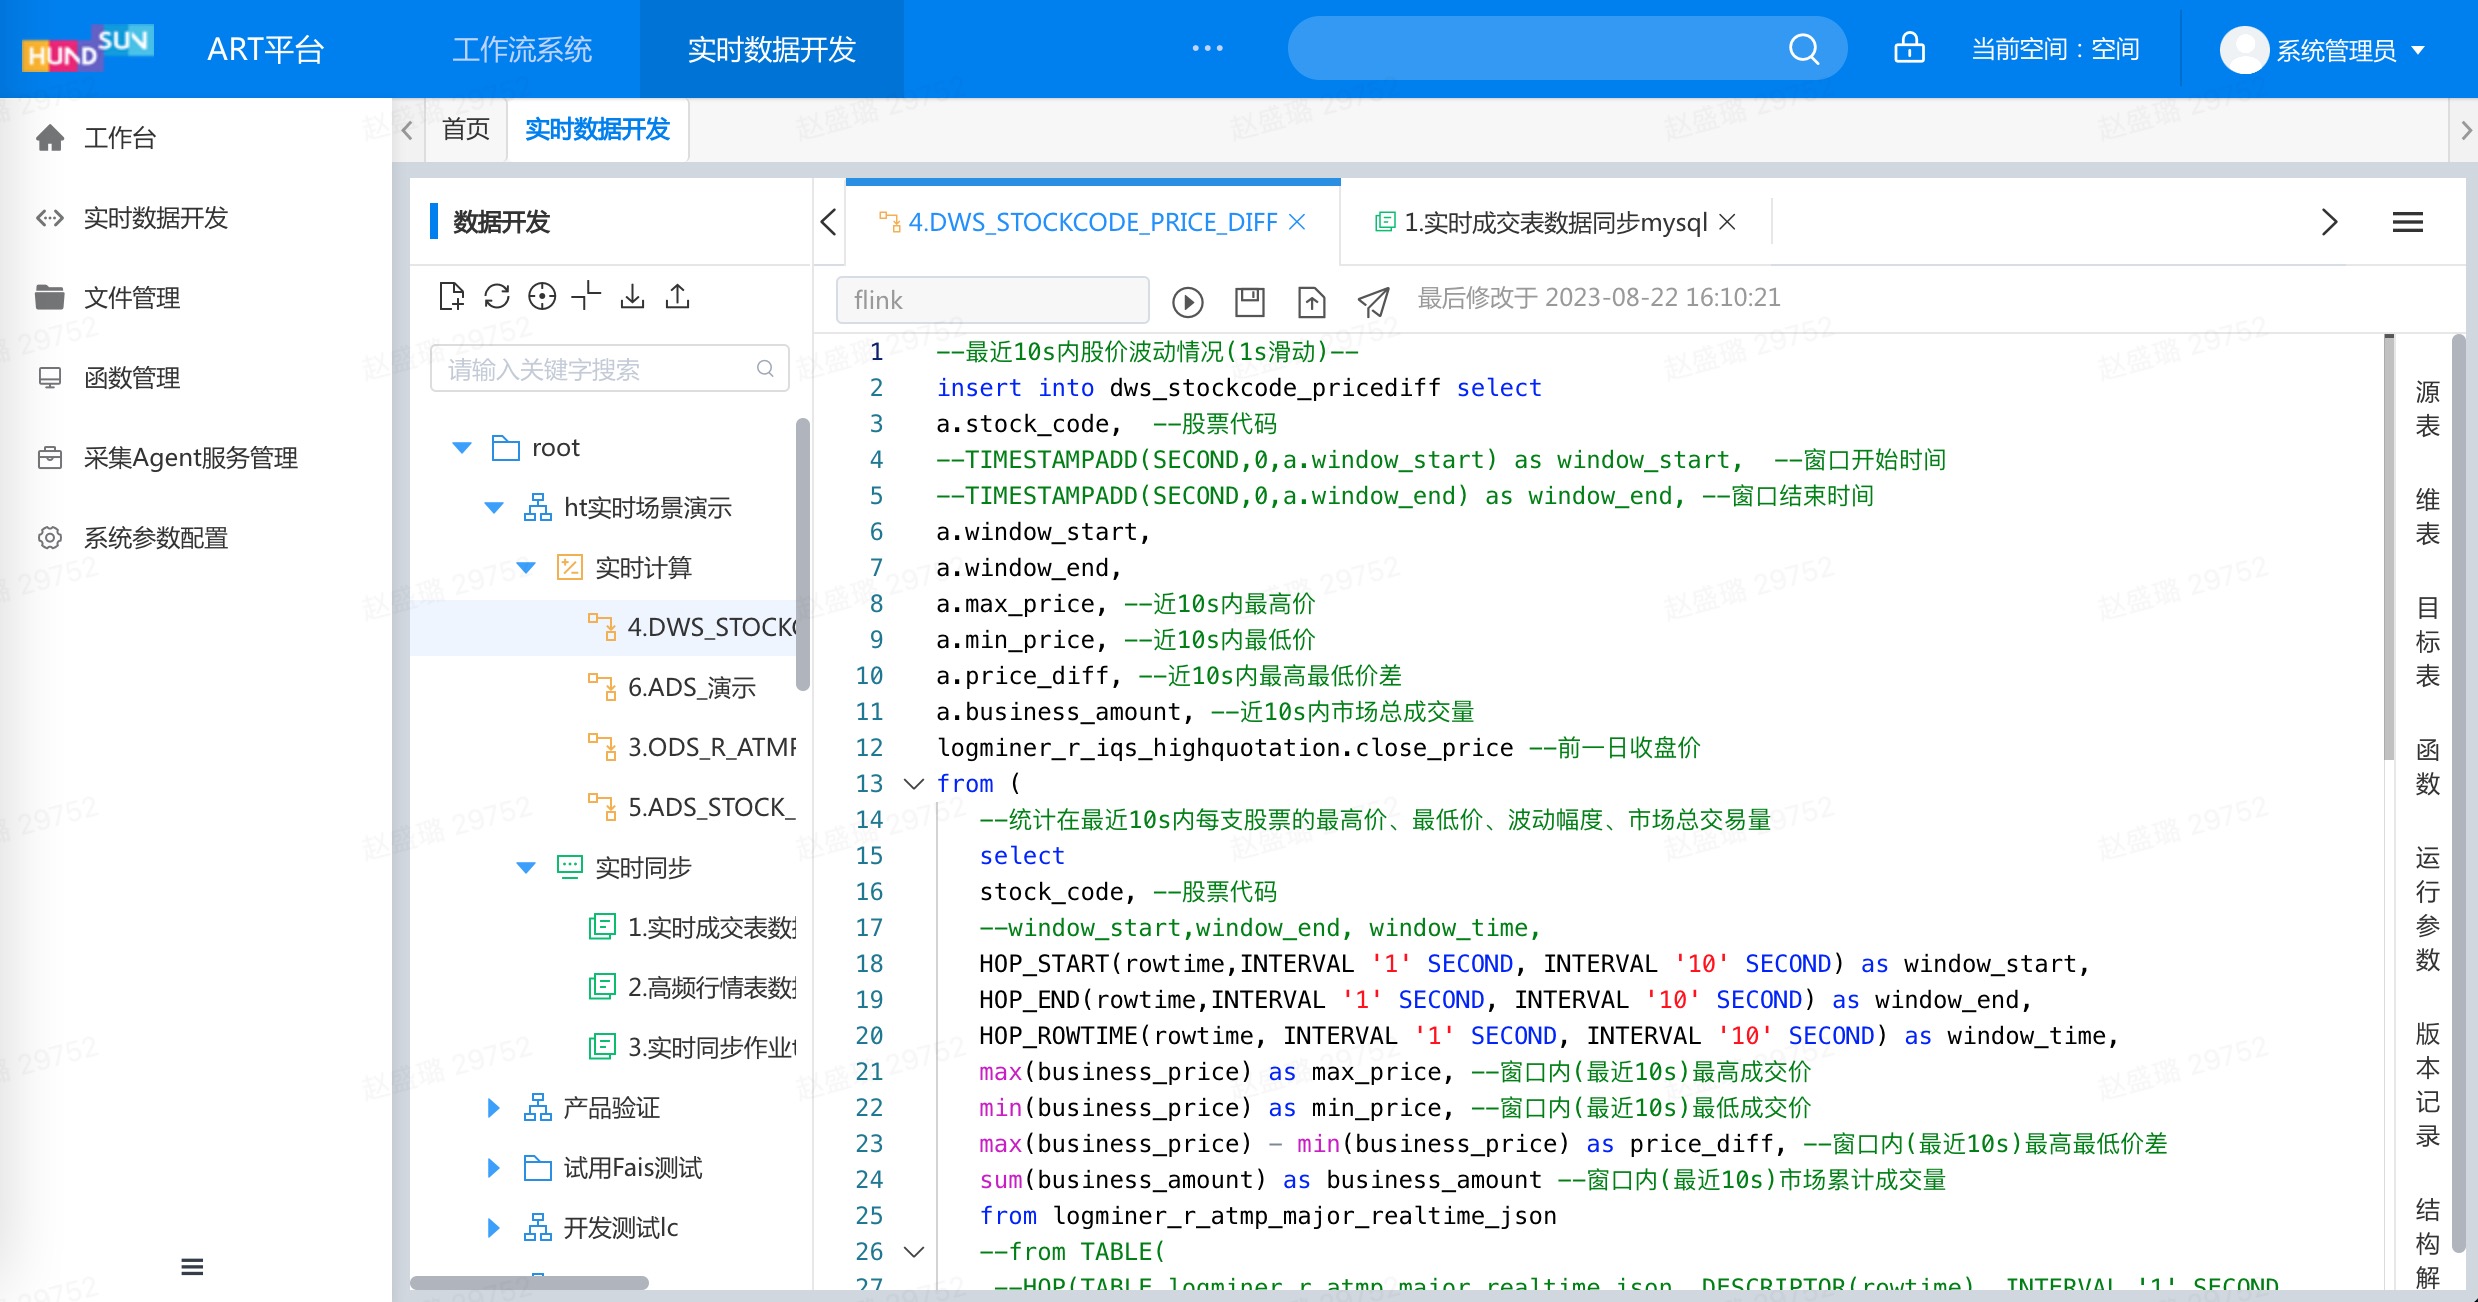 HUNDSUN ART平台 工作流系统 实时数据开发 ··· 当前空间：空间 系统管理员
工作台
实时数据开发
文件管理
函数管理
采集Agent服务管理
系统参数配置
首页 实时数据开发
数据开发
4.DWS_STOCKCODE_PRICE_DIFF 1.实时成交表数据同步mysql
flink 最后修改于 2023-08-22 16:10:21
请输入关键字搜索
root
ht实时场景演示
实时计算
4.DWS_STOCK
6.ADS_演示
3.ODS_R_ATM
5.ADS_STOCK_
实时同步
1.实时成交表数
2.高频行情表数
3.实时同步作业
产品验证
试用Fais测试
开发测试lc
1 --最近10s内股价波动情况(1s滑动)--
2 insert into dws_stockcode_pricediff select
3 a.stock_code, --股票代码
4 --TIMESTAMPADD(SECOND,0,a.window_start) as window_start, --窗口开始时间
5 --TIMESTAMPADD(SECOND,0,a.window_end) as window_end, --窗口结束时间
6 a.window_start,
7 a.window_end,
8 a.max_price, --近10s内最高价
9 a.min_price, --近10s内最低价
10 a.price_diff, --近10s内最高最低价差
11 a.business_amount, --近10s内市场总成交量
12 logminer_r_iqs_highquotation.close_price --前一日收盘价
13 from (
14 --统计在最近10s内每支股票的最高价、最低价、波动幅度、市场总交易量
15 select
16 stock_code, --股票代码
17 --window_start,window_end, window_time,
18 HOP_START(rowtime,INTERVAL '1' SECOND, INTERVAL '10' SECOND) as window_start,
19 HOP_END(rowtime,INTERVAL '1' SECOND, INTERVAL '10' SECOND) as window_end,
20 HOP_ROWTIME(rowtime, INTERVAL '1' SECOND, INTERVAL '10' SECOND) as window_time,
21 max(business_price) as max_price, --窗口内(最近10s)最高成交价
22 min(business_price) as min_price, --窗口内(最近10s)最低成交价
23 max(business_price) - min(business_price) as price_diff, --窗口内(最近10s)最高最低价差
24 sum(business_amount) as business_amount --窗口内(最近10s)市场累计成交量
25 from logminer_r_atmp_major_realtime_json
26 --from TABLE(
27 --HOP(TABLE logminer_r_atmp_major_realtime_json, DESCRIPTOR(rowtime), INTERVAL '1' SECOND
源表
维表
目标表
函数
运行参数
版本记录
结构解
赵盛璐 29752